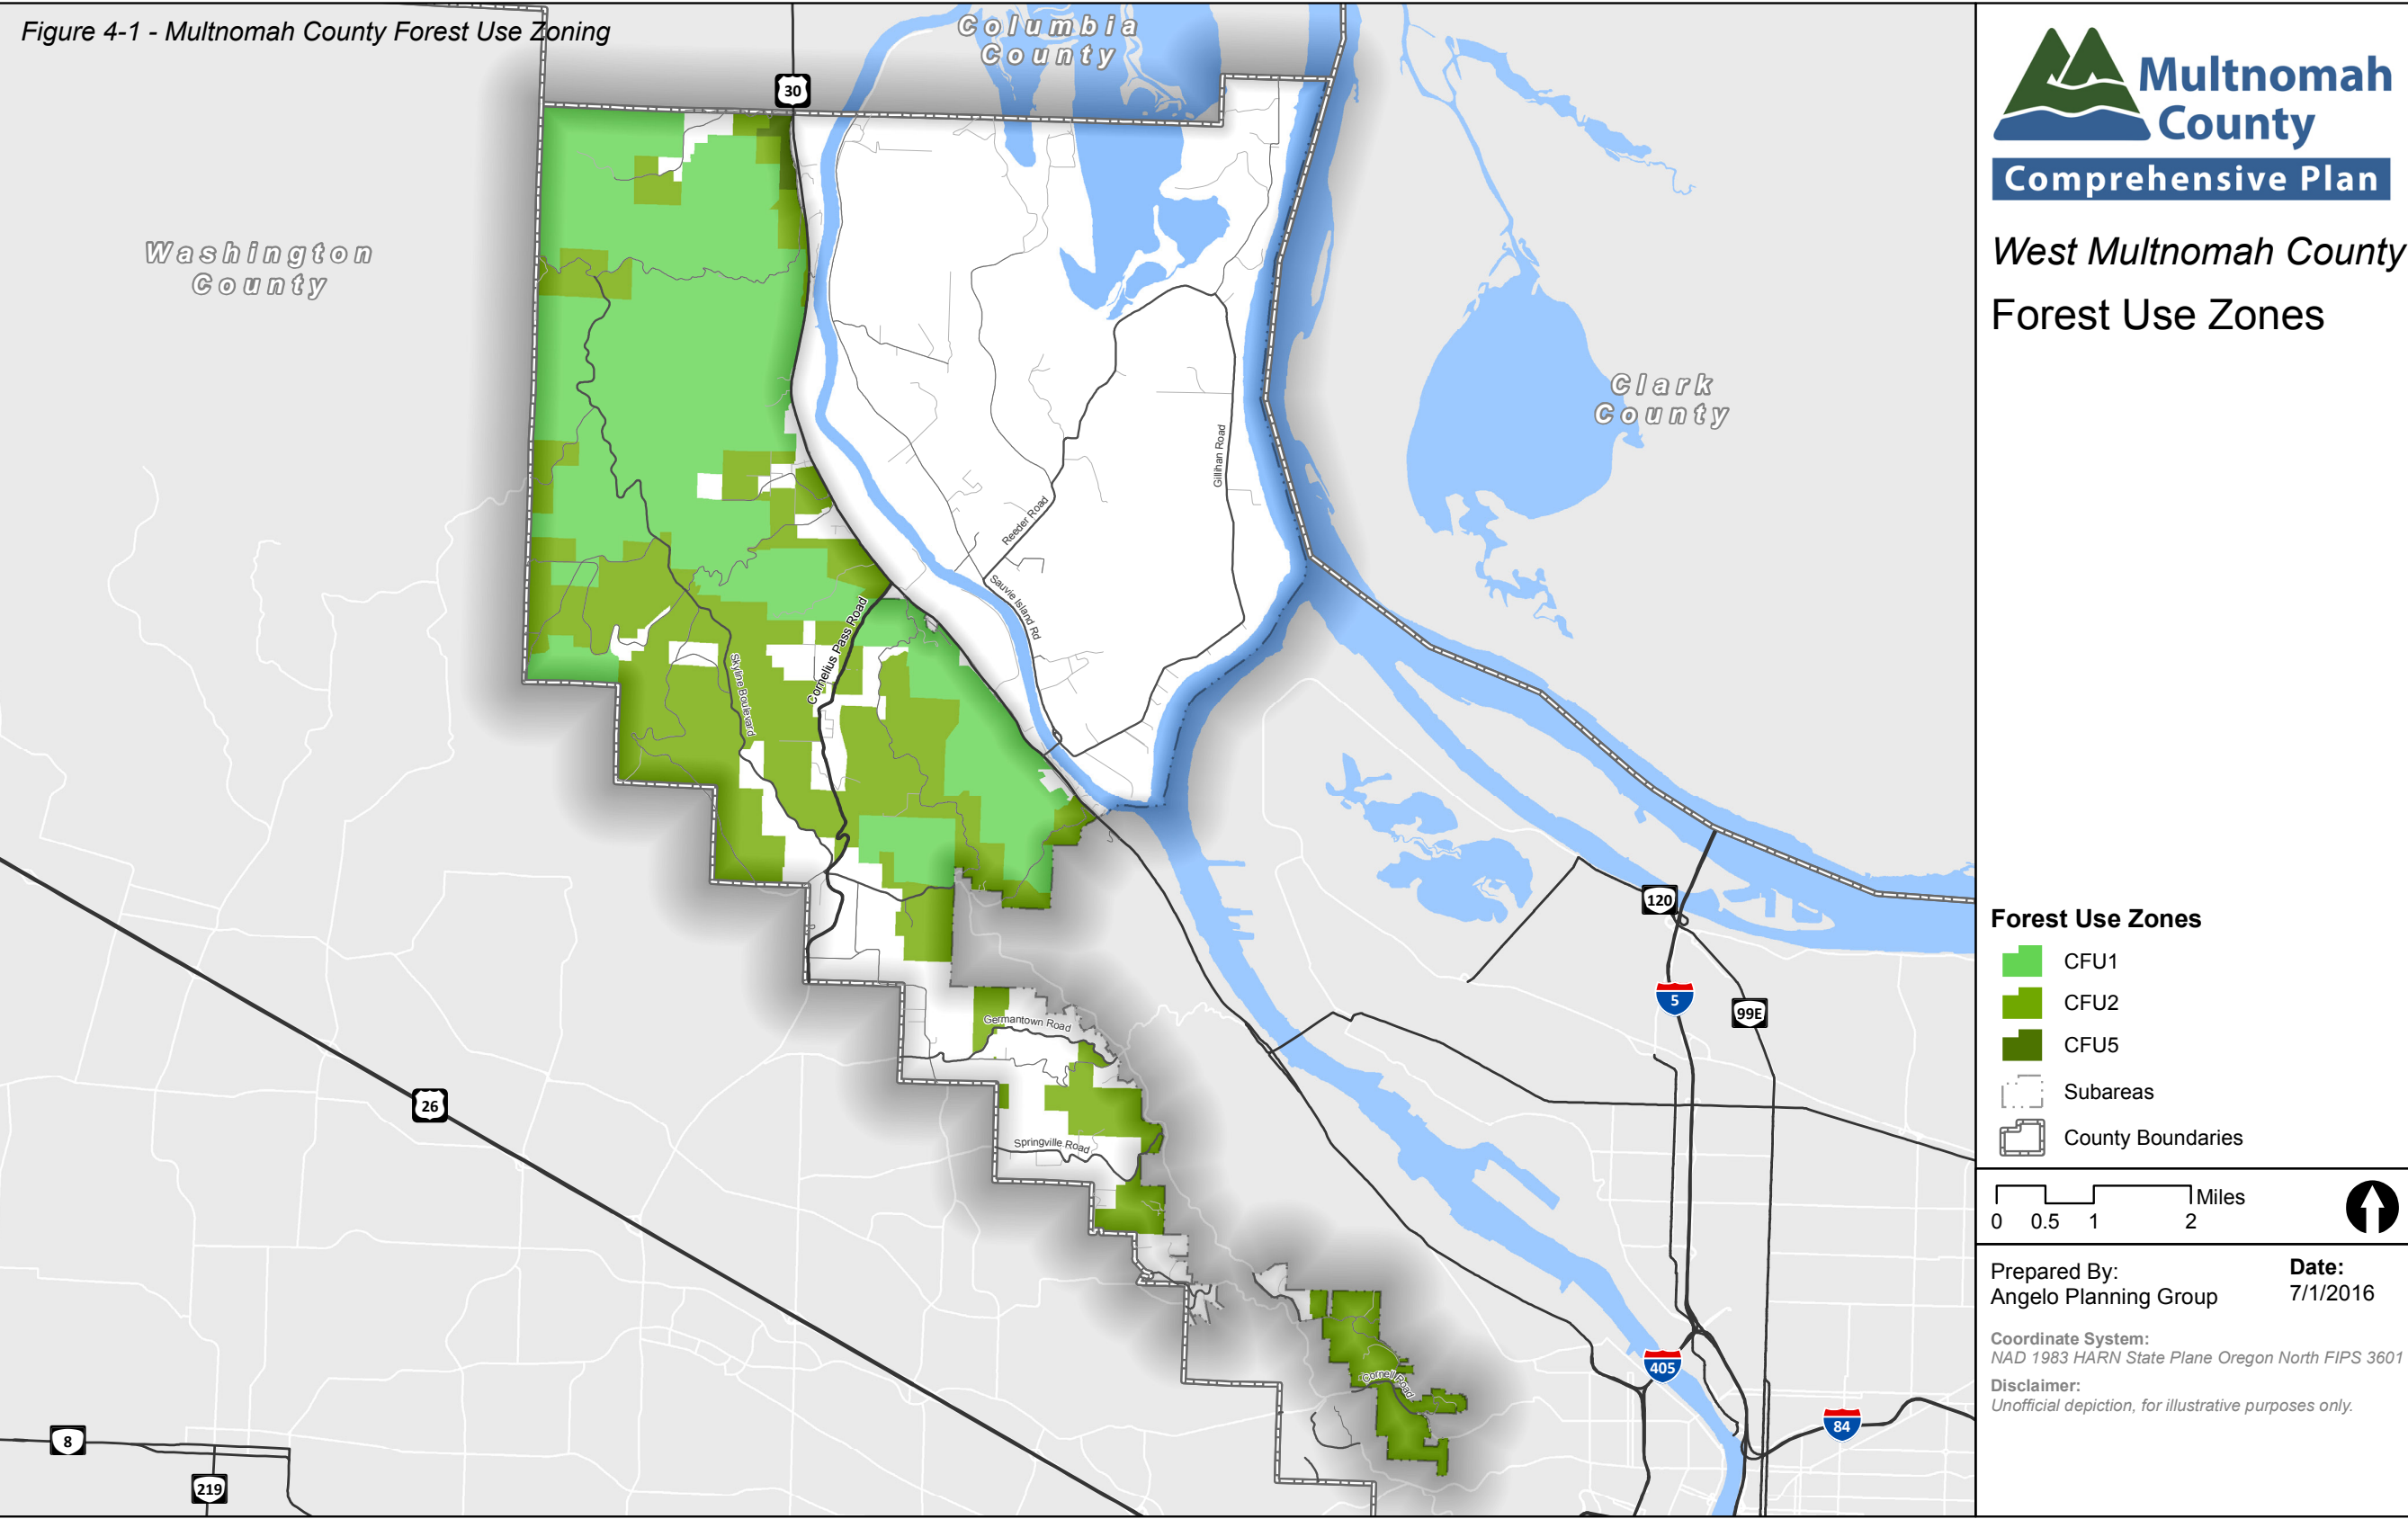 Figure 4-1 - Multnomah County Forest Use Zoning
Columbia
County
30
Washington
County
Clark
County
Gillihan Road
Reeder Road
Sauvie Island Rd
Cornelius Pass Road
Skyline Boulevard
120
5
99E
26
Germantown Road
Springville Road
Cornell Road
405
84
8
219
Multnomah
County
Comprehensive Plan
West Multnomah County
Forest Use Zones
Forest Use Zones
CFU1
CFU2
CFU5
Subareas
County Boundaries
Miles
0 0.5 1 2
Prepared By:
Angelo Planning Group
Date:
7/1/2016
Coordinate System:
NAD 1983 HARN State Plane Oregon North FIPS 3601
Disclaimer:
Unofficial depiction, for illustrative purposes only.